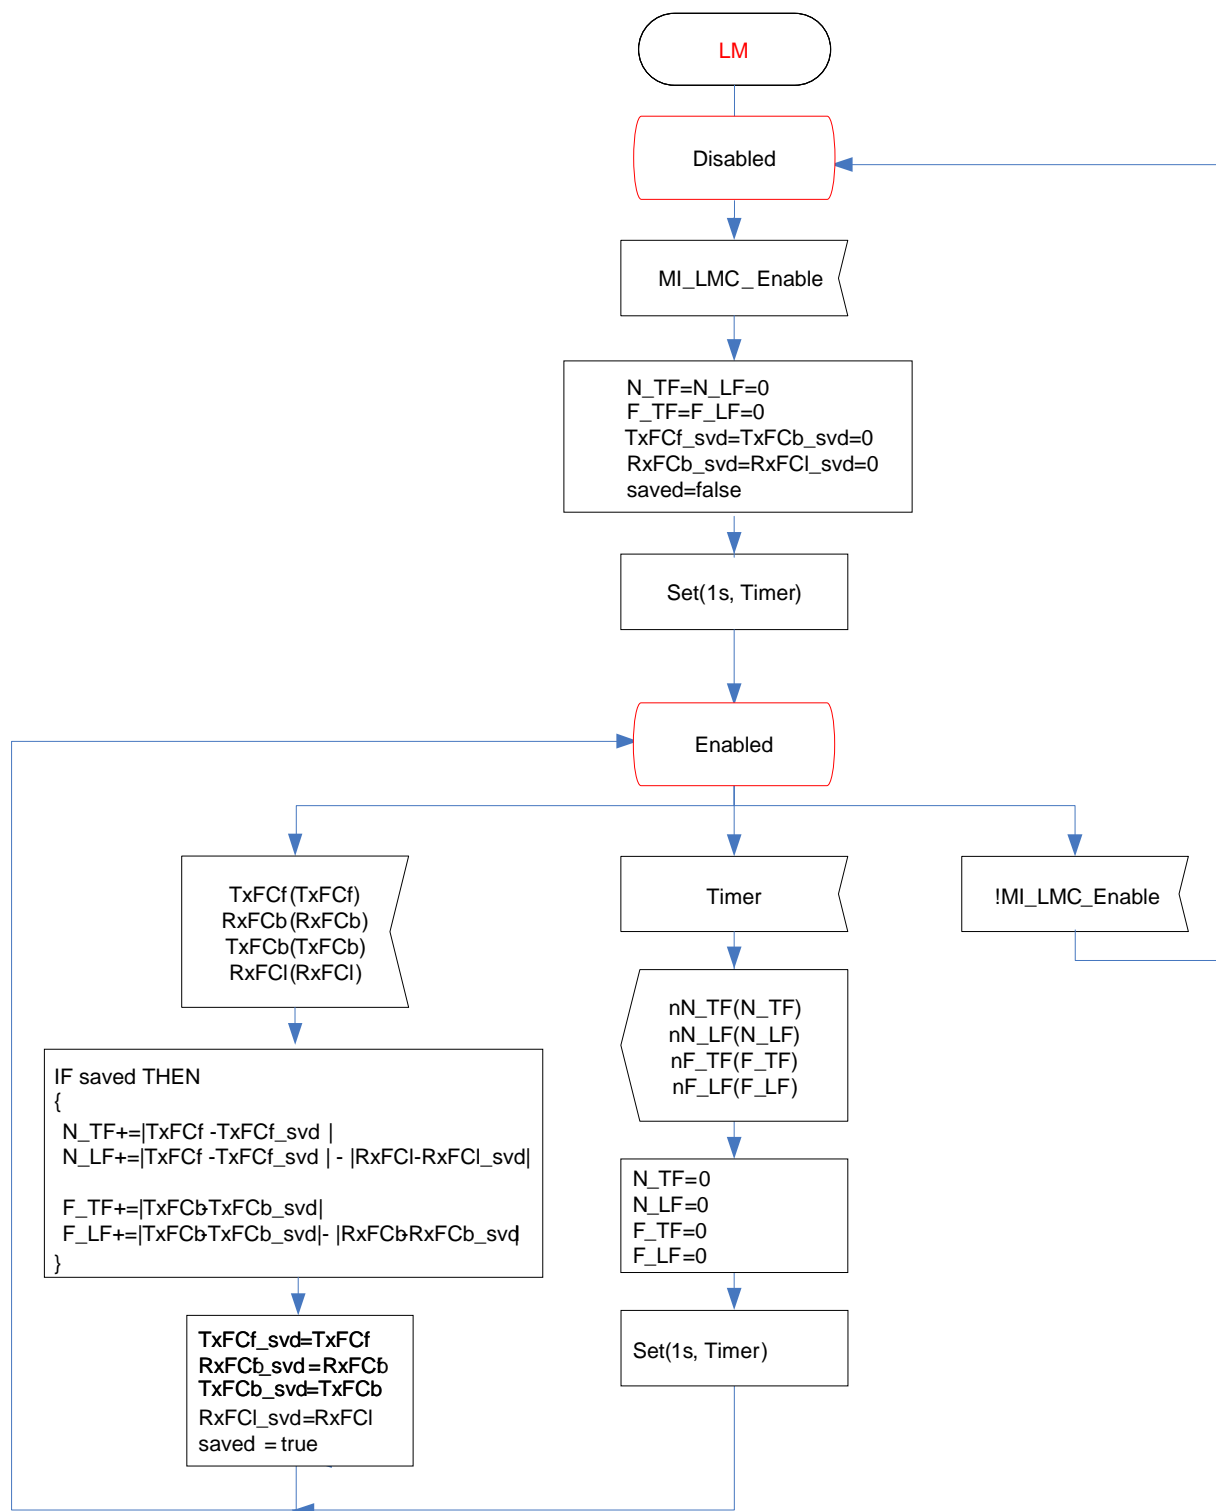 LM
Disabled
MI_LMC_Enable
N_TF=N_LF=0
F_TF=F_LF=0
TxFCf_svd=TxFCb_svd=0
RxFCb_svd=RxFCl_svd=0
saved=false
Set(1s, Timer)
Enabled
TxFCf(TxFCf)
RxFCb(RxFCb)
TxFCb(TxFCb)
RxFCl(RxFCl)
Timer
!MI_LMC_Enable
nN_TF(N_TF)
nN_LF(N_LF)
nF_TF(F_TF)
nF_LF(F_LF)
IF saved THEN
{
N_TF+=|TxFCf -TxFCf_svd |
N_LF+=|TxFCf -TxFCf_svd | - |RxFCl-RxFCl_svd|
F_TF+=|TxFCb-TxFCb_svd|
F_LF+=|TxFCb-TxFCb_svd|- |RxFCb-RxFCb_svd|
}
N_TF=0
N_LF=0
F_TF=0
F_LF=0
TxFCf_svd=TxFCf
RxFCb_svd=RxFCb
TxFCb_svd=TxFCb
RxFCl_svd=RxFCl
saved = true
Set(1s, Timer)